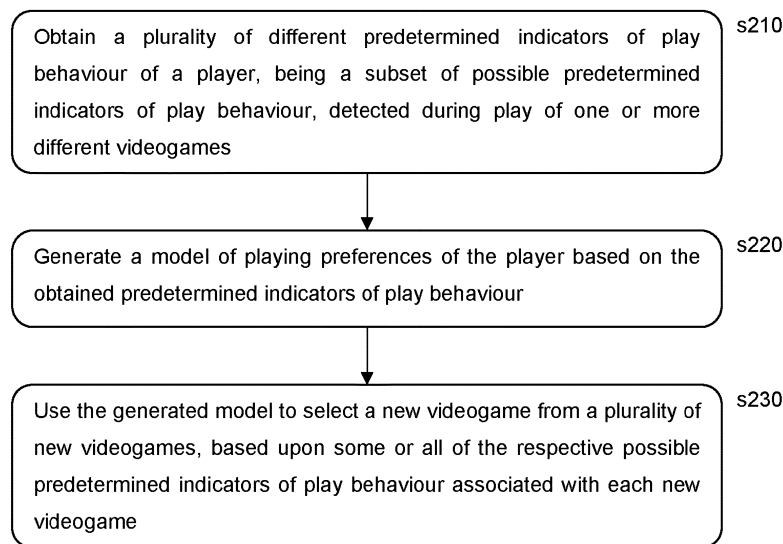 s210
Obtain a plurality of different predetermined indicators of play
behaviour of a player, being a subset of possible predetermined
indicators of play behaviour, detected during play of one or more
different videogames
s220
Generate a model of playing preferences of the player based on the
obtained predetermined indicators of play behaviour
s230
Use the generated model to select a new videogame from a plurality of
new videogames, based upon some or all of the respective possible
predetermined indicators of play behaviour associated with each new
videogame